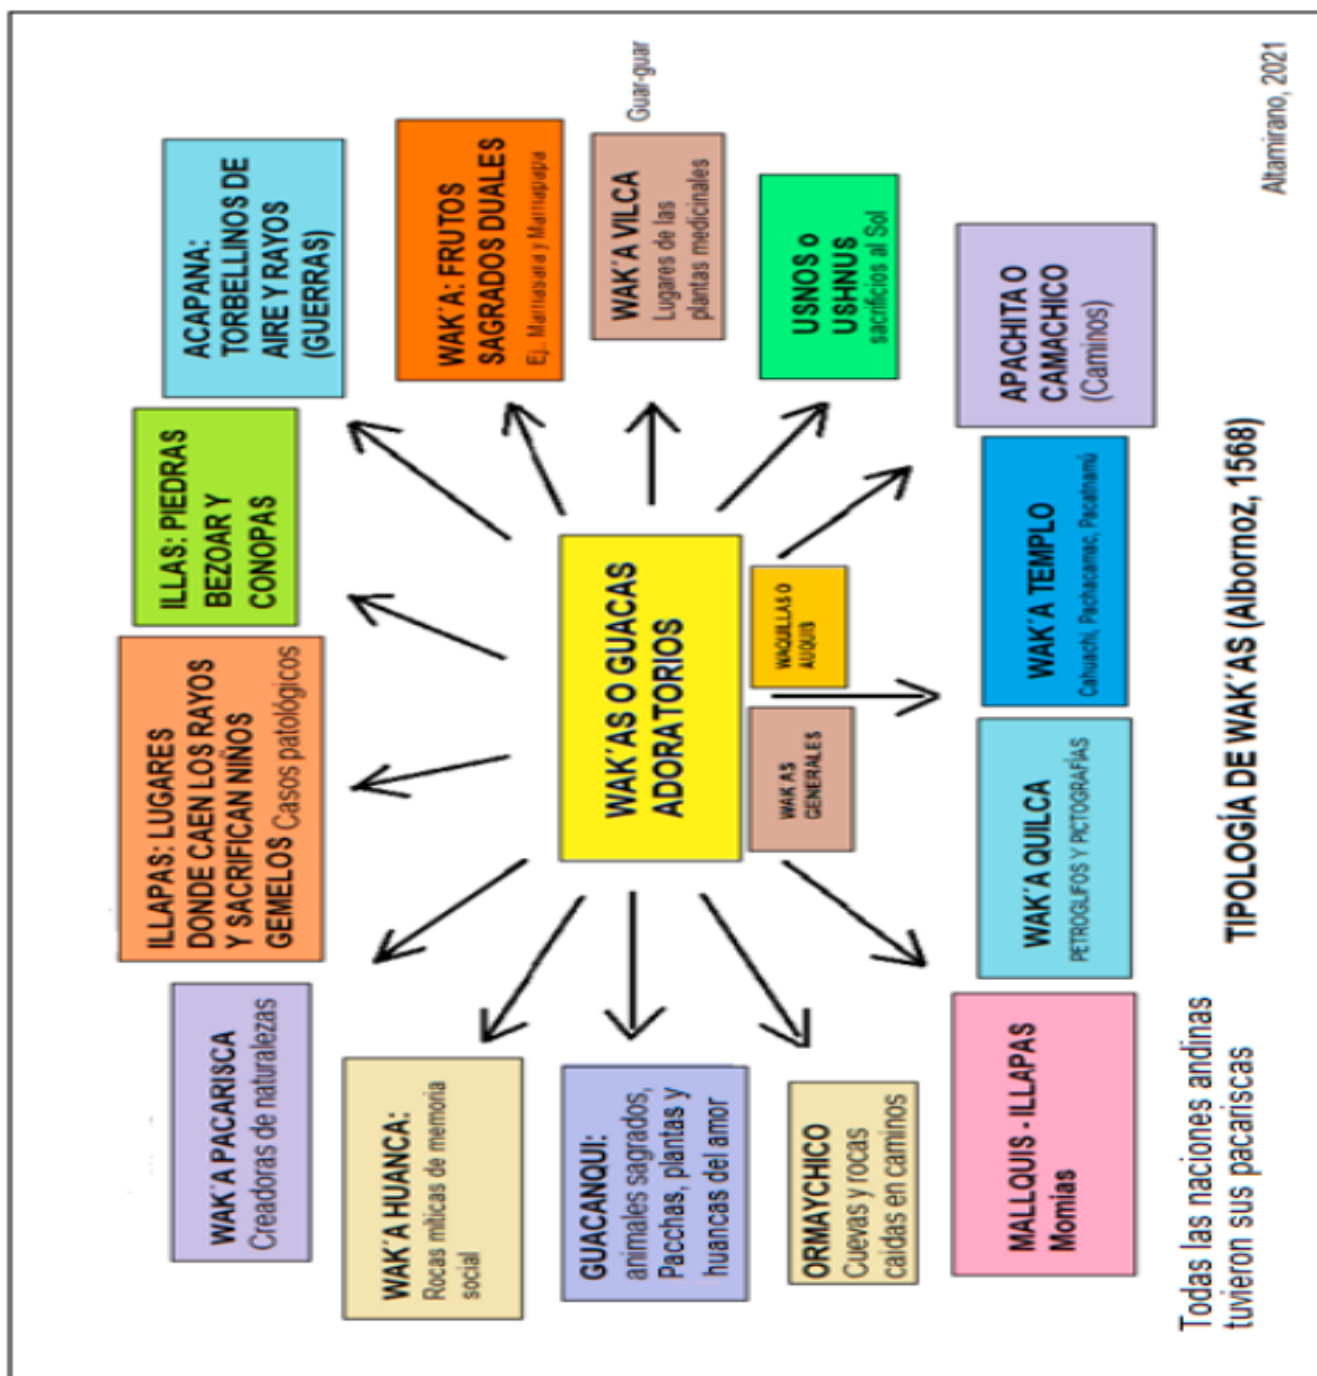 WAK´A PACARISCA
Creadoras de naturalezas
ILLAPAS: LUGARES
DONDE CAEN LOS RAYOS
Y SACRIFICAN NIÑOS
GEMELOS Casos patológicos
ILLAS: PIEDRAS
BEZOAR Y
CONOPAS
ACAPANA:
TORBELLINOS DE
AIRE Y RAYOS
(GUERRAS)
WAK´A HUANCA:
Rocas míticas de memoria
social
WAK´A: FRUTOS
SAGRADOS DUALES
Ej.. Mamasara y Mamapapa
GUACANQUI:
animales sagrados,
Pacchas, plantas y
huancas del amor
WAK´AS O GUACAS
ADORATORIOS
WAK´A VILCA
Lugares de las
plantas medicinales
Guar-guar
WAK AS
GENERALES
WAQUILLAS O
AUQUIS
ORMAYCHICO
Cuevas y rocas
caídas en caminos
USNOS o
USHNUS
sacrificios al Sol
MALLQUIS - ILLAPAS
Momias
WAK´A QUILCA
PETROGLIFOS Y PICTOGRAFÍAS
WAK´A TEMPLO
Cahuachi, Pachacamac, Pacatnamú
APACHITA O
CAMACHICO
(Caminos)
Todas las naciones andinas
tuvieron sus pacariscas
TIPOLOGÍA DE WAK´AS (Albornoz, 1568)
Altamirano, 2021